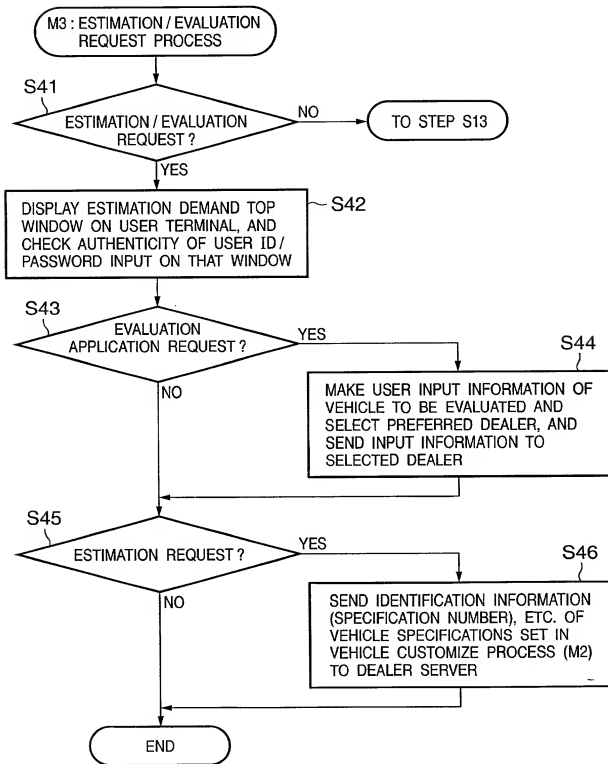 M3 : ESTIMATION / EVALUATION
REQUEST PROCESS
S41
ESTIMATION / EVALUATION
REQUEST ?
NO
TO STEP S13
YES
S42
DISPLAY ESTIMATION DEMAND TOP
WINDOW ON USER TERMINAL, AND
CHECK AUTHENTICITY OF USER ID /
PASSWORD INPUT ON THAT WINDOW
S43
EVALUATION
APPLICATION REQUEST ?
YES
NO
S44
MAKE USER INPUT INFORMATION OF
VEHICLE TO BE EVALUATED AND
SELECT PREFERRED DEALER, AND
SEND INPUT INFORMATION TO
SELECTED DEALER
S45
ESTIMATION REQUEST ?
YES
NO
S46
SEND IDENTIFICATION INFORMATION
(SPECIFICATION NUMBER), ETC. OF
VEHICLE SPECIFICATIONS SET IN
VEHICLE CUSTOMIZE PROCESS (M2)
TO DEALER SERVER
END